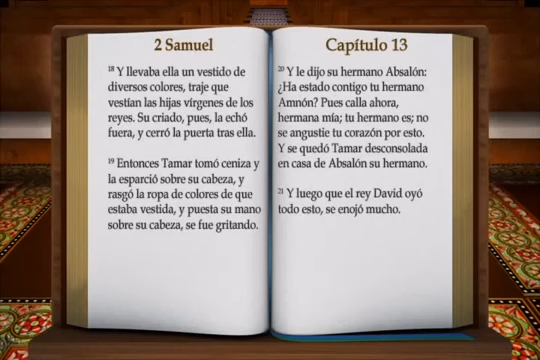 2 Samuel
18 Y llevaba ella un vestido de
diversos colores, traje que
vestían las hijas vírgenes de los
reyes. Su criado, pues, la echó
fuera, y cerró la puerta tras ella.
19 Entonces Tamar tomó ceniza y
la esparció sobre su cabeza, y
rasgó la ropa de colores de que
estaba vestida, y puesta su mano
sobre su cabeza, se fue gritando.
Capítulo 13
20 Y le dijo su hermano Absalón:
¿Ha estado contigo tu hermano
Amnón? Pues calla ahora,
hermana mía; tu hermano es; no
se angustie tu corazón por esto.
Y se quedó Tamar desconsolada
en casa de Absalón su hermano.
21 Y luego que el rey David oyó
todo esto, se enojó mucho.